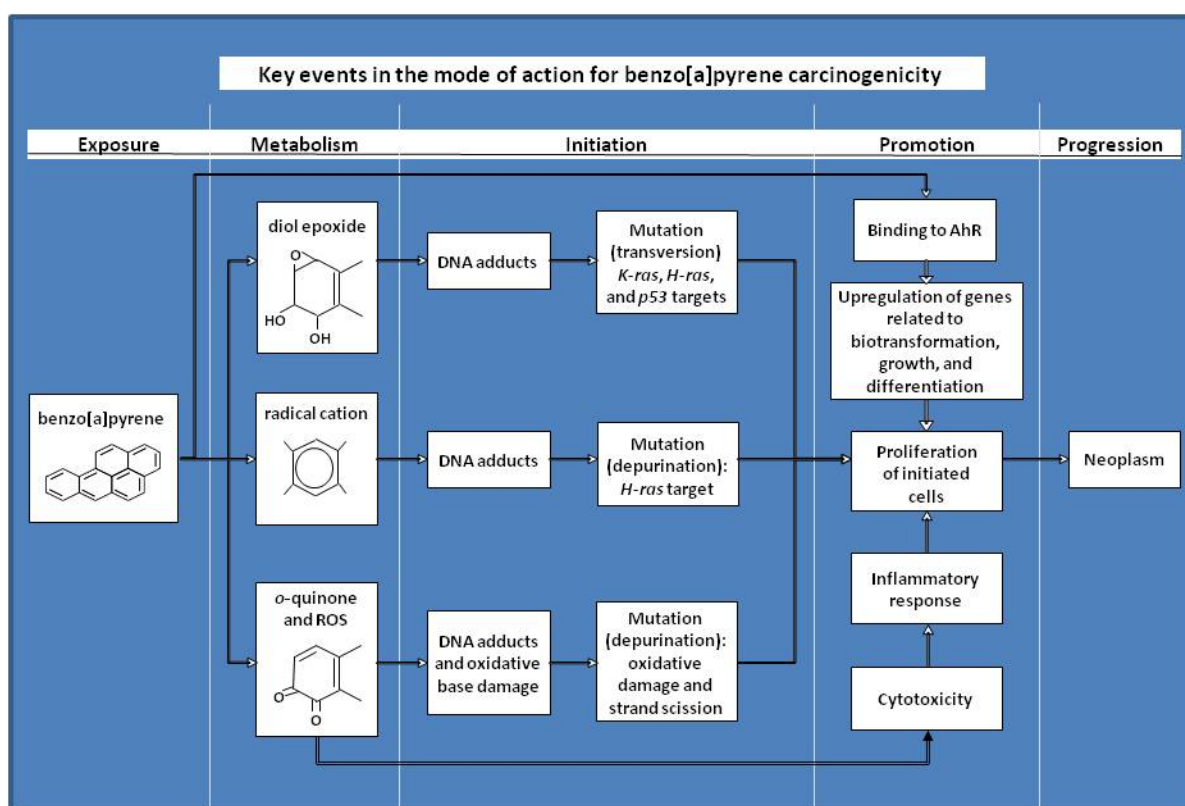 Key events in the mode of action for benzo[a]pyrene carcinogenicity
Exposure
Metabolism
Initiation
Promotion
Progression
benzo[a]pyrene
diol epoxide
O
HO
OH
radical cation
o-quinone
and ROS
O
O
DNA adducts
Mutation
(transversion)
K-ras, H-ras,
and p53 targets
DNA adducts
Mutation
(depurination):
H-ras target
DNA adducts
and oxidative
base damage
Mutation
(depurination):
oxidative
damage and
strand scission
Binding to AhR
Upregulation of genes
related to
biotransformation,
growth, and
differentiation
Proliferation
of initiated
cells
Inflammatory
response
Cytotoxicity
Neoplasm